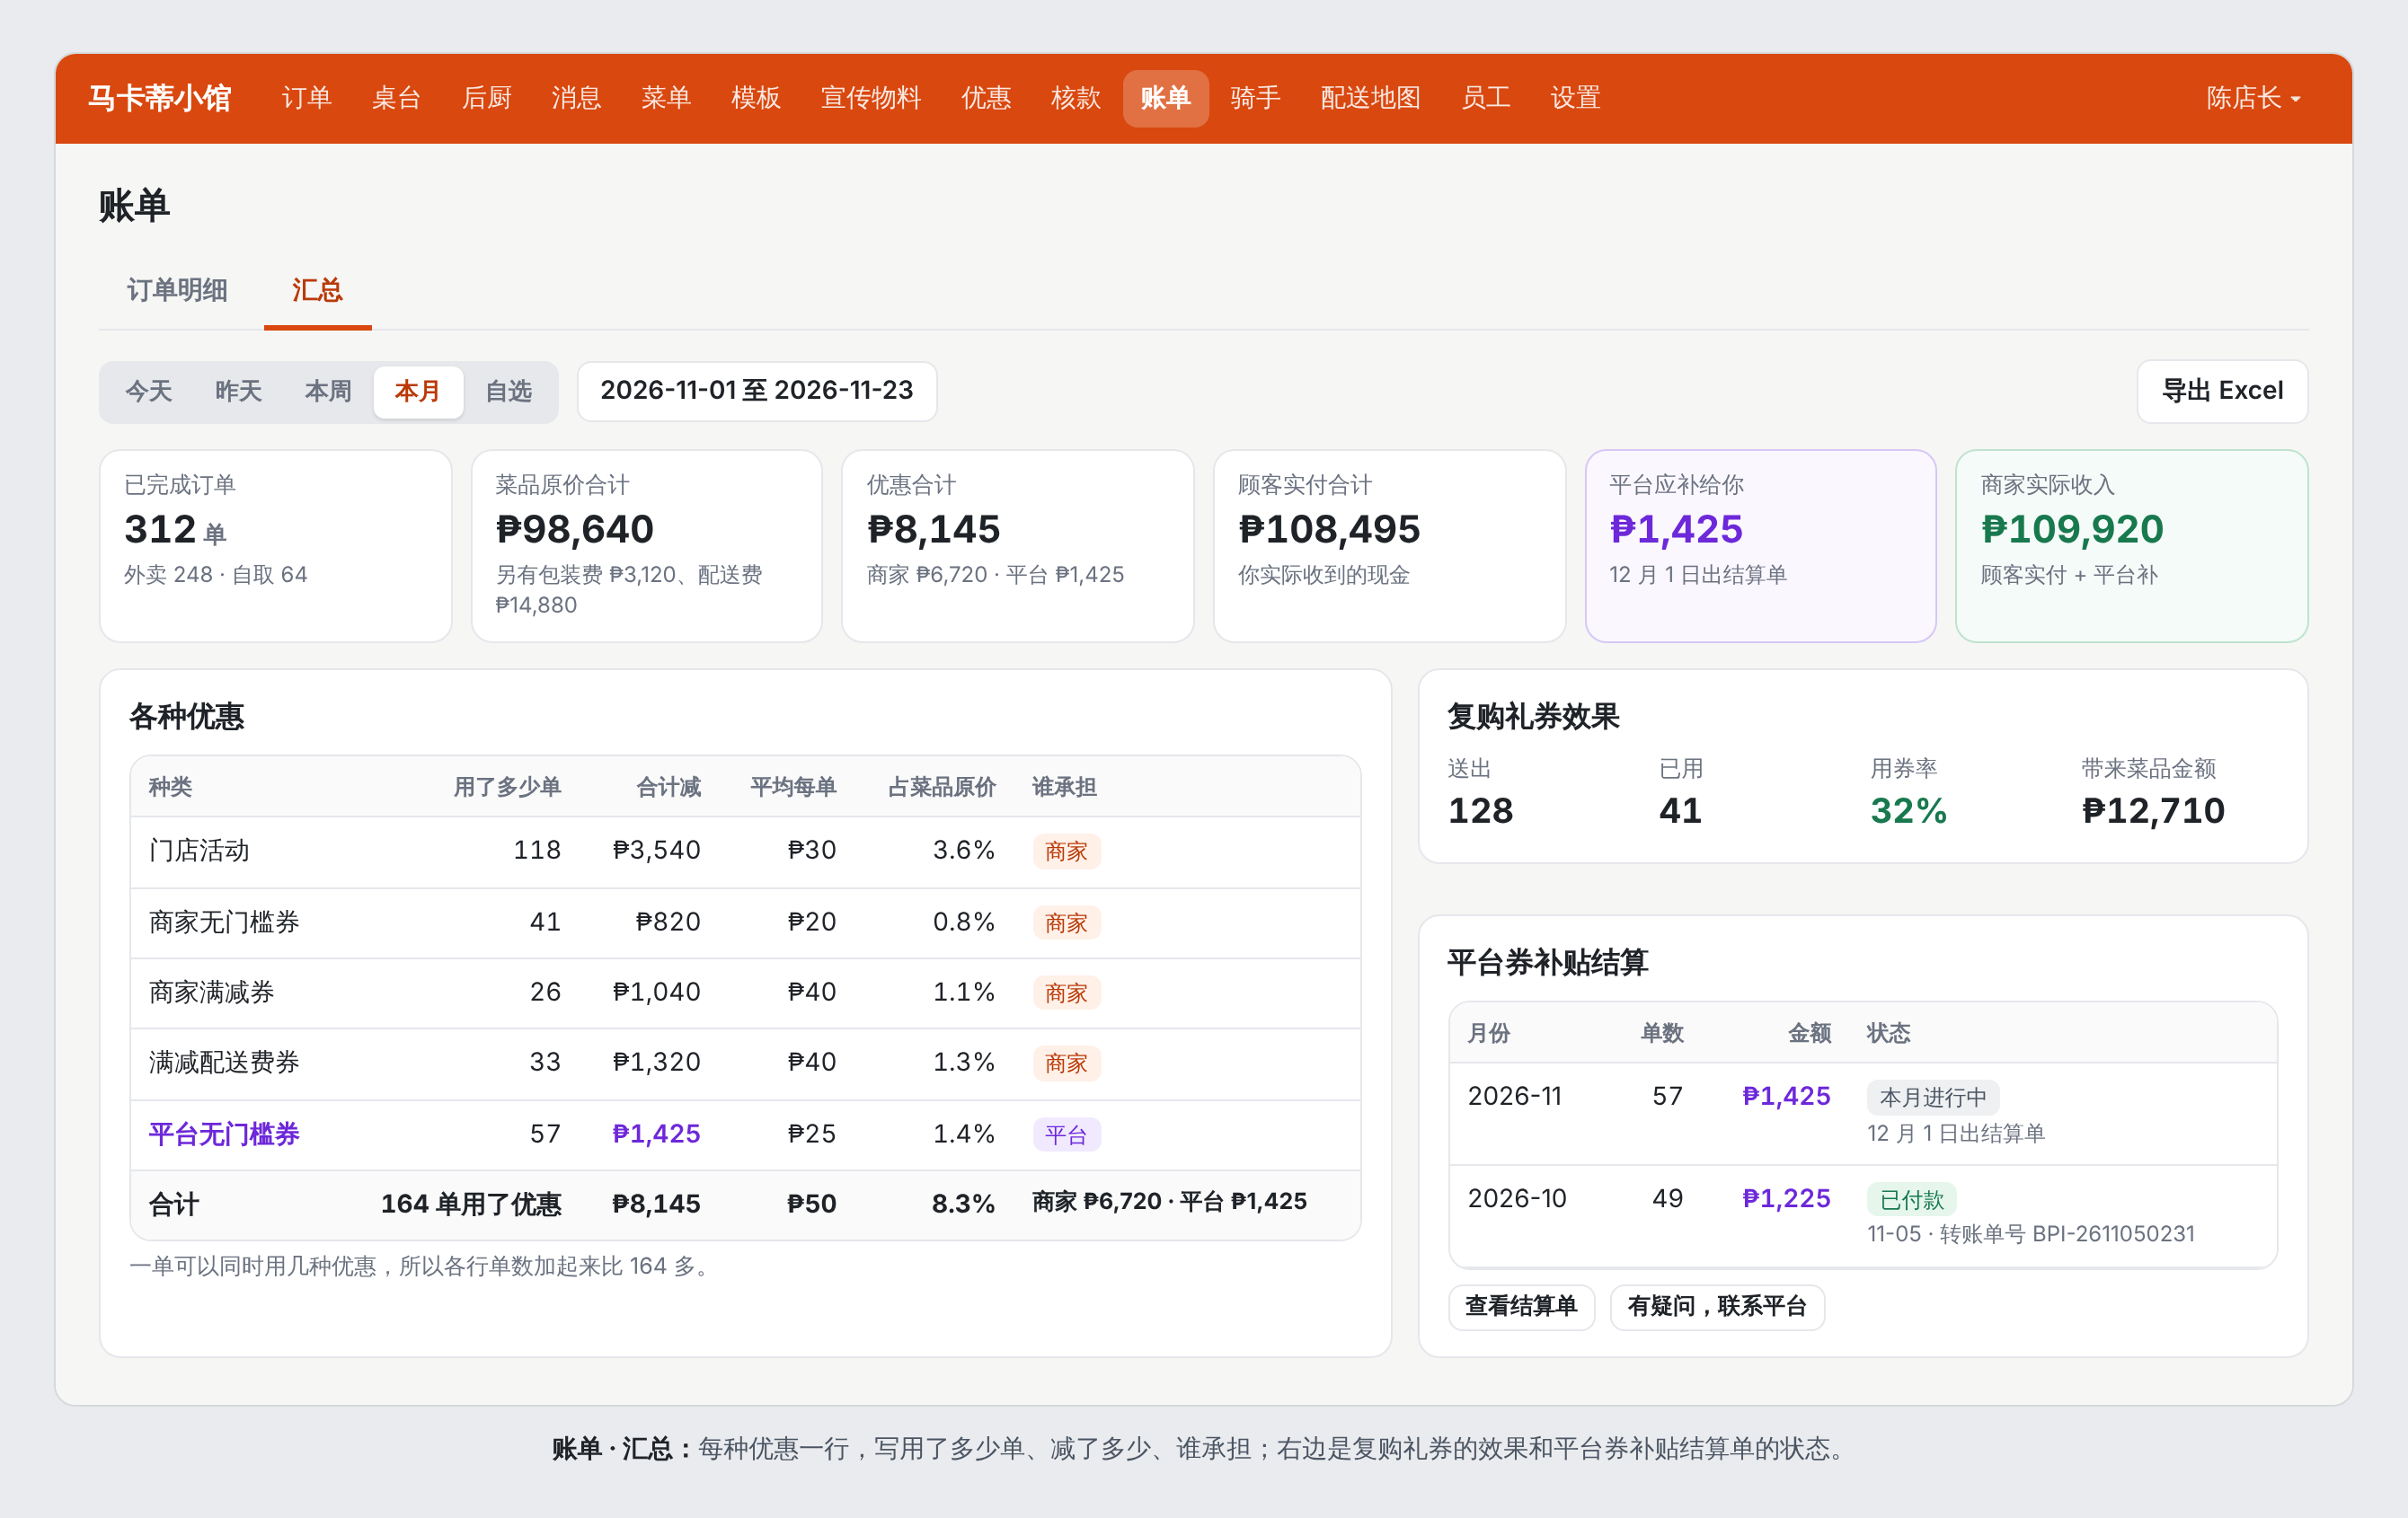 马卡蒂小馆 订单 桌台 后厨 消息 菜单 模板 宣传物料 优惠 核款 账单 骑手 配送地图 员工 设置 陈店长
账单
订单明细 汇总
今天 昨天 本周 本月 自选 2026-11-01 至 2026-11-23 导出 Excel
已完成订单
312 单
外卖 248 · 自取 64
菜品原价合计
₱98,640
另有包装费 ₱3,120、配送费
₱14,880
优惠合计
₱8,145
商家 ₱6,720 · 平台 ₱1,425
顾客实付合计
₱108,495
你实际收到的现金
平台应补给你
₱1,425
12 月 1 日出结算单
商家实际收入
₱109,920
顾客实付 + 平台补
各种优惠
种类 用了多少单 合计减 平均每单 占菜品原价 谁承担
门店活动 118 ₱3,540 ₱30 3.6% 商家
商家无门槛券 41 ₱820 ₱20 0.8% 商家
商家满减券 26 ₱1,040 ₱40 1.1% 商家
满减配送费券 33 ₱1,320 ₱40 1.3% 商家
平台无门槛券 57 ₱1,425 ₱25 1.4% 平台
合计 164 单用了优惠 ₱8,145 ₱50 8.3% 商家 ₱6,720 · 平台 ₱1,425
一单可以同时用几种优惠，所以各行单数加起来比 164 多。
复购礼券效果
送出 已用 用券率 带来菜品金额
128 41 32% ₱12,710
平台券补贴结算
月份 单数 金额 状态
2026-11 57 ₱1,425 本月进行中
12 月 1 日出结算单
2026-10 49 ₱1,225 已付款
11-05 · 转账单号 BPI-2611050231
查看结算单 有疑问，联系平台
账单 · 汇总：每种优惠一行，写用了多少单、减了多少、谁承担；右边是复购礼券的效果和平台券补贴结算单的状态。